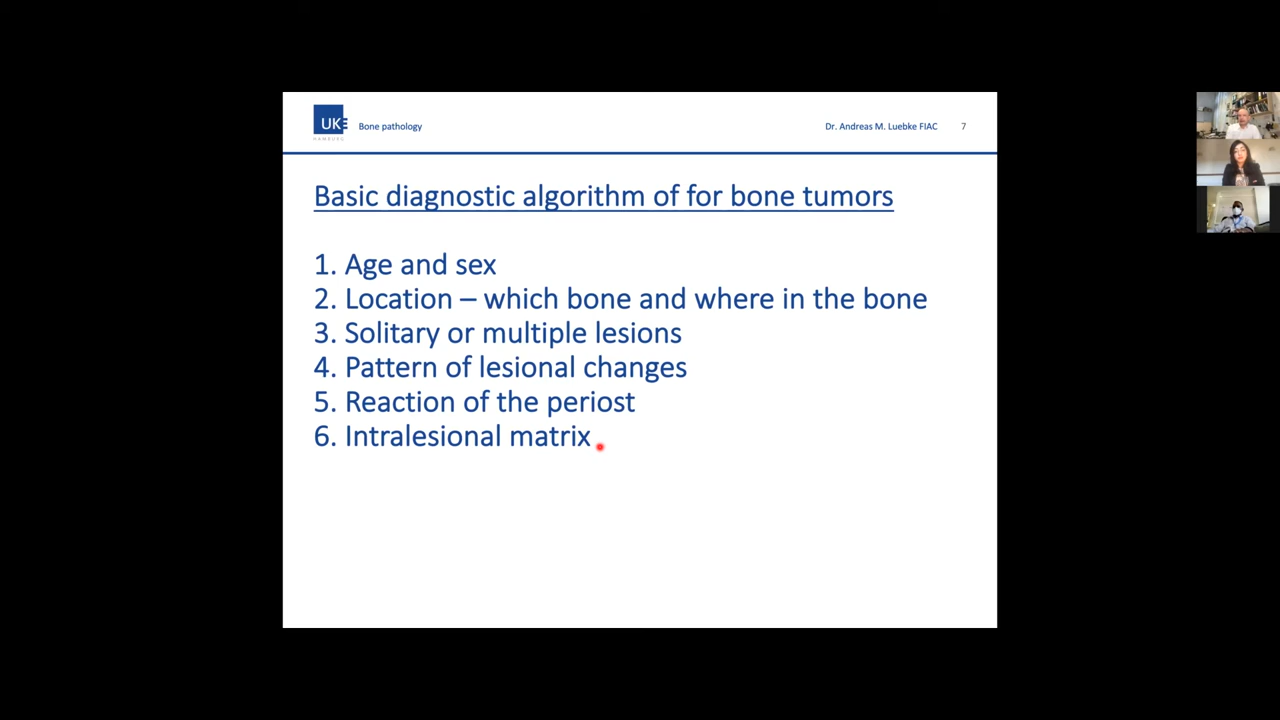 UKE
HAMBURG
Bone pathology
Dr. Andreas M. Luebke FIAC 7
Basic diagnostic algorithm of for bone tumors
1. Age and sex
2. Location – which bone and where in the bone
3. Solitary or multiple lesions
4. Pattern of lesional changes
5. Reaction of the periost
6. Intralesional matrix